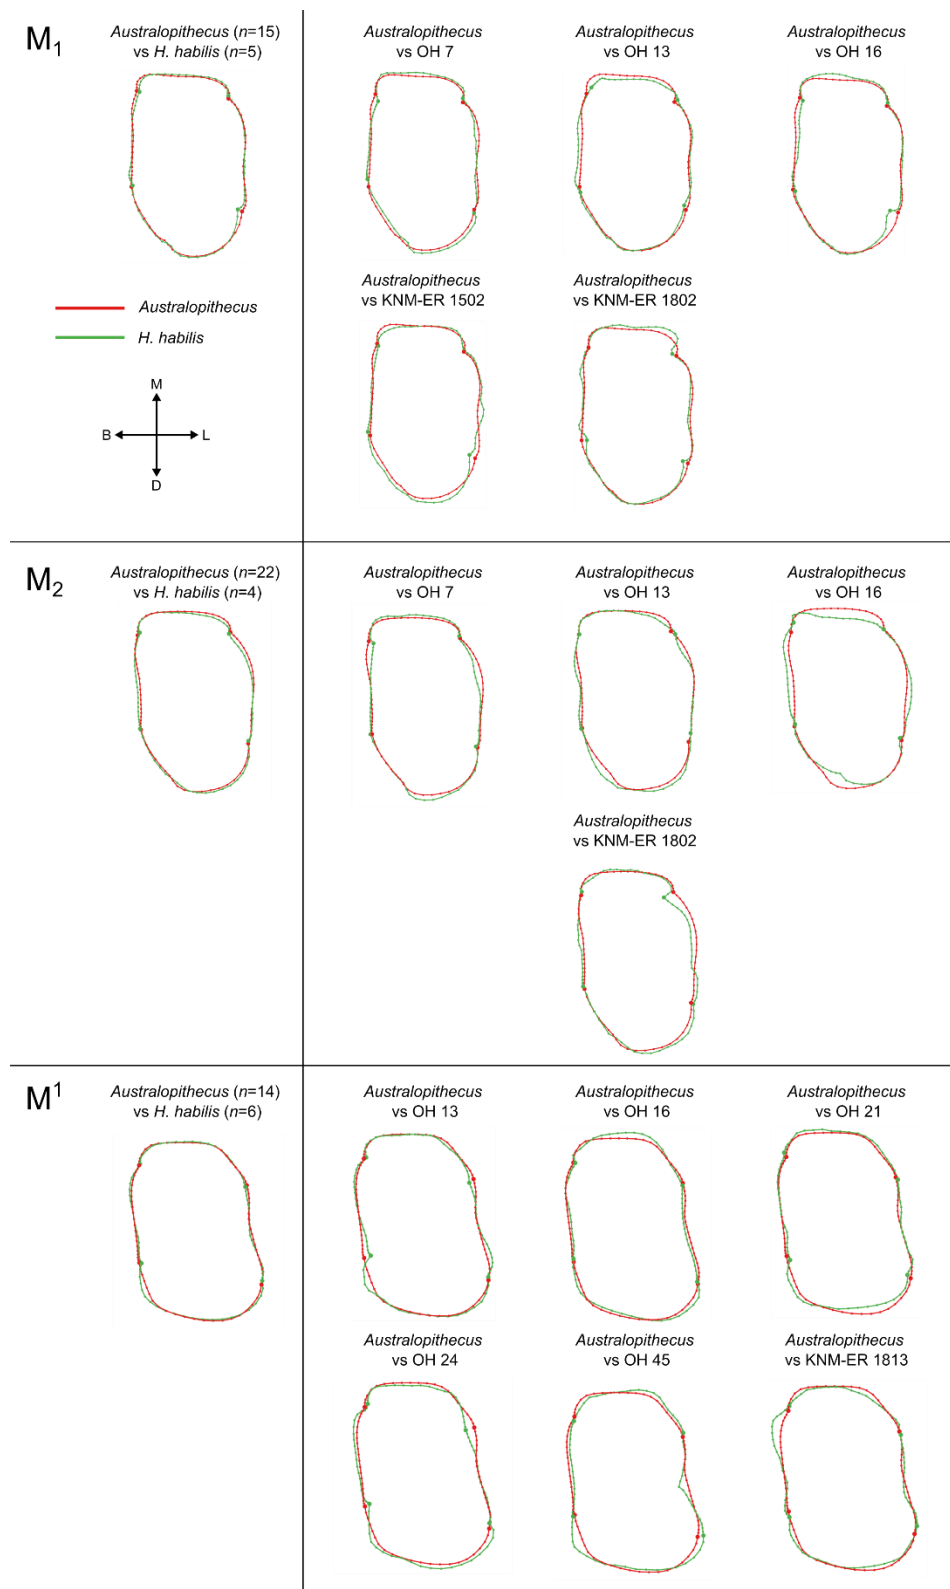 M1
Australopithecus (n=15)
vs H. habilis (n=5)
Australopithecus
vs OH 7
Australopithecus
vs OH 13
Australopithecus
vs OH 16
Australopithecus
vs KNM-ER 1502
Australopithecus
vs KNM-ER 1802
Australopithecus
H. habilis
M
B
L
D
M2
Australopithecus (n=22)
vs H. habilis (n=4)
Australopithecus
vs OH 7
Australopithecus
vs OH 13
Australopithecus
vs OH 16
Australopithecus
vs KNM-ER 1802
M1
Australopithecus (n=14)
vs H. habilis (n=6)
Australopithecus
vs OH 13
Australopithecus
vs OH 16
Australopithecus
vs OH 21
Australopithecus
vs OH 24
Australopithecus
vs OH 45
Australopithecus
vs KNM-ER 1813